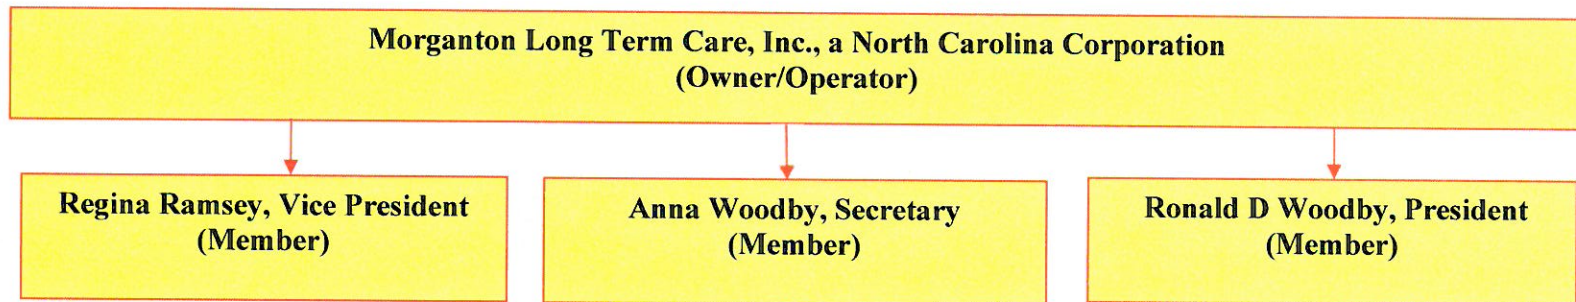 Morganton Long Term Care, Inc., a North Carolina Corporation
(Owner/Operator)
Regina Ramsey, Vice President
(Member)
Anna Woodby, Secretary
(Member)
Ronald D Woodby, President
(Member)